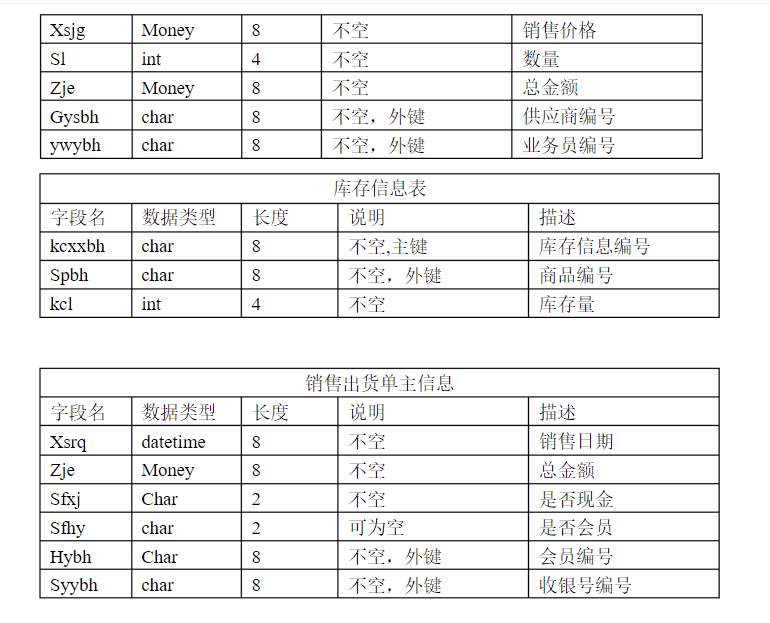 Xsjg Money 8 不空 销售价格
Sl int 4 不空 数量
Zje Money 8 不空 总金额
Gysbh char 8 不空，外键 供应商编号
ywybh char 8 不空，外键 业务员编号
库存信息表
字段名 数据类型 长度 说明 描述
kcxxbh char 8 不空,主键 库存信息编号
Spbh char 8 不空，外键 商品编号
kcl int 4 不空 库存量
销售出货单主信息
字段名 数据类型 长度 说明 描述
Xsrq datetime 8 不空 销售日期
Zje Money 8 不空 总金额
Sfxj Char 2 不空 是否现金
Sfhy char 2 可为空 是否会员
Hybh Char 8 不空，外键 会员编号
Syybh char 8 不空，外键 收银号编号